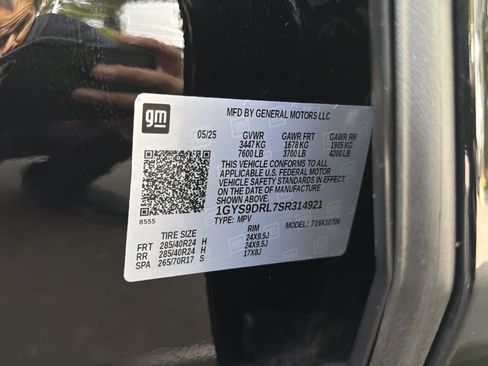 gm
MFD BY GENERAL MOTORS LLC
05/25 GVWR GAWR FRT GAWR RR
3447 KG 1678 KG 1905 KG
7600 LB 3700 LB 4200 LB
THIS VEHICLE CONFORMS TO ALL
APPLICABLE U.S. FEDERAL MOTOR
VEHICLE SAFETY STANDARDS IN EFFECT
ON THE DATE OF MANUFACTURE
SHOWN ABOVE.
1GYS9DRL7SR314921
8555 TYPE: MPV MODEL: 716K10706
TIRE SIZE RIM
FRT 285/40R24 H 24X9.5J
RR 285/40R24 H 24X9.5J
SPA 265/70R17 S 17X8J